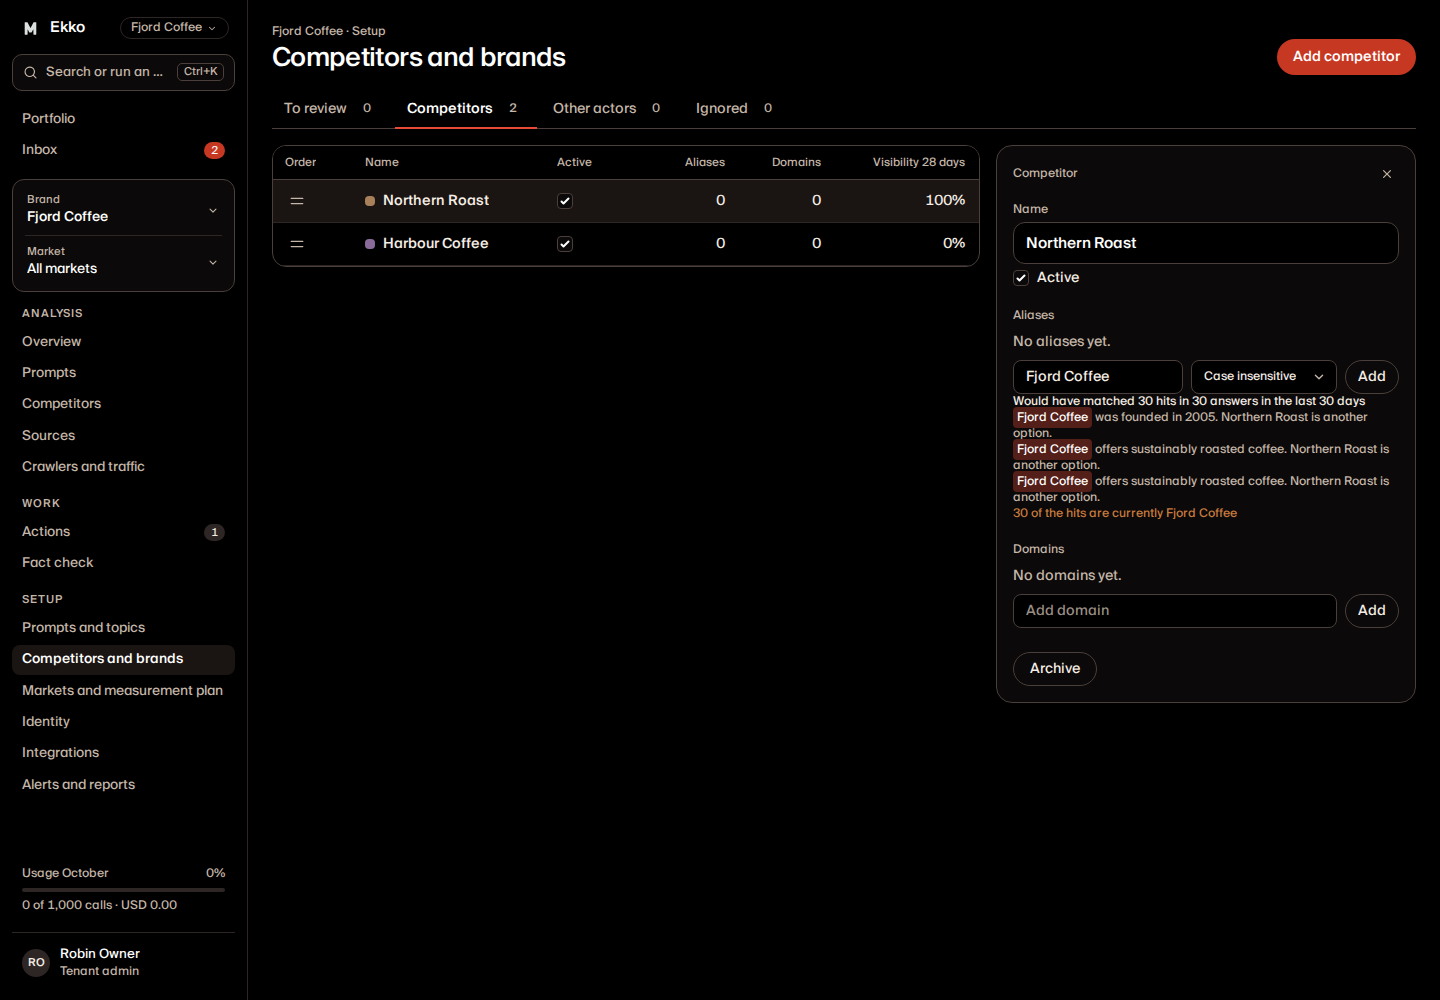 Ekko
Fjord Coffee
Search or run an ...
Ctrl+K
Portfolio
Inbox
2
Brand
Fjord Coffee
Market
All markets
ANALYSIS
Overview
Prompts
Competitors
Sources
Crawlers and traffic
WORK
Actions
1
Fact check
SETUP
Prompts and topics
Competitors and brands
Markets and measurement plan
Identity
Integrations
Alerts and reports
Usage October
0%
0 of 1,000 calls · USD 0.00
RO
Robin Owner
Tenant admin
Fjord Coffee · Setup
Competitors and brands
Add competitor
To review 0
Competitors 2
Other actors 0
Ignored 0
Order Name Active Aliases Domains Visibility 28 days
Northern Roast 0 0 100%
Harbour Coffee 0 0 0%
Competitor
Name
Northern Roast
Active
Aliases
No aliases yet.
Fjord Coffee
Case insensitive
Add
Would have matched 30 hits in 30 answers in the last 30 days
Fjord Coffee was founded in 2005. Northern Roast is another
option.
Fjord Coffee offers sustainably roasted coffee. Northern Roast is
another option.
Fjord Coffee offers sustainably roasted coffee. Northern Roast is
another option.
30 of the hits are currently Fjord Coffee
Domains
No domains yet.
Add domain
Add
Archive